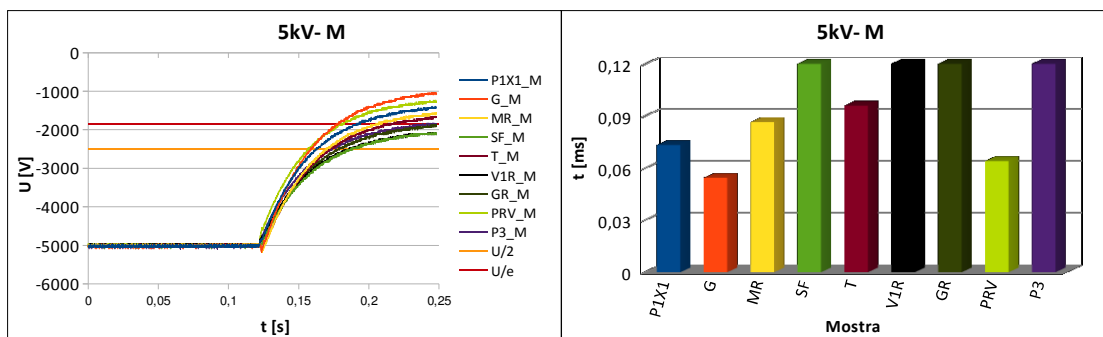 5kV- M
0
-1000
-2000
-3000
-4000
-5000
-6000
U [V]
0
0,05
0,1
0,15
0,2
0,25
t [s]
P1X1_M
G_M
MR_M
SF_M
T_M
V1R_M
GR_M
PRV_M
P3_M
U/2
U/e
5kV- M
0,12
0,09
0,06
0,03
0
t [ms]
P1X1
G
MR
SF
T
V1R
GR
PRV
P3
Mostra